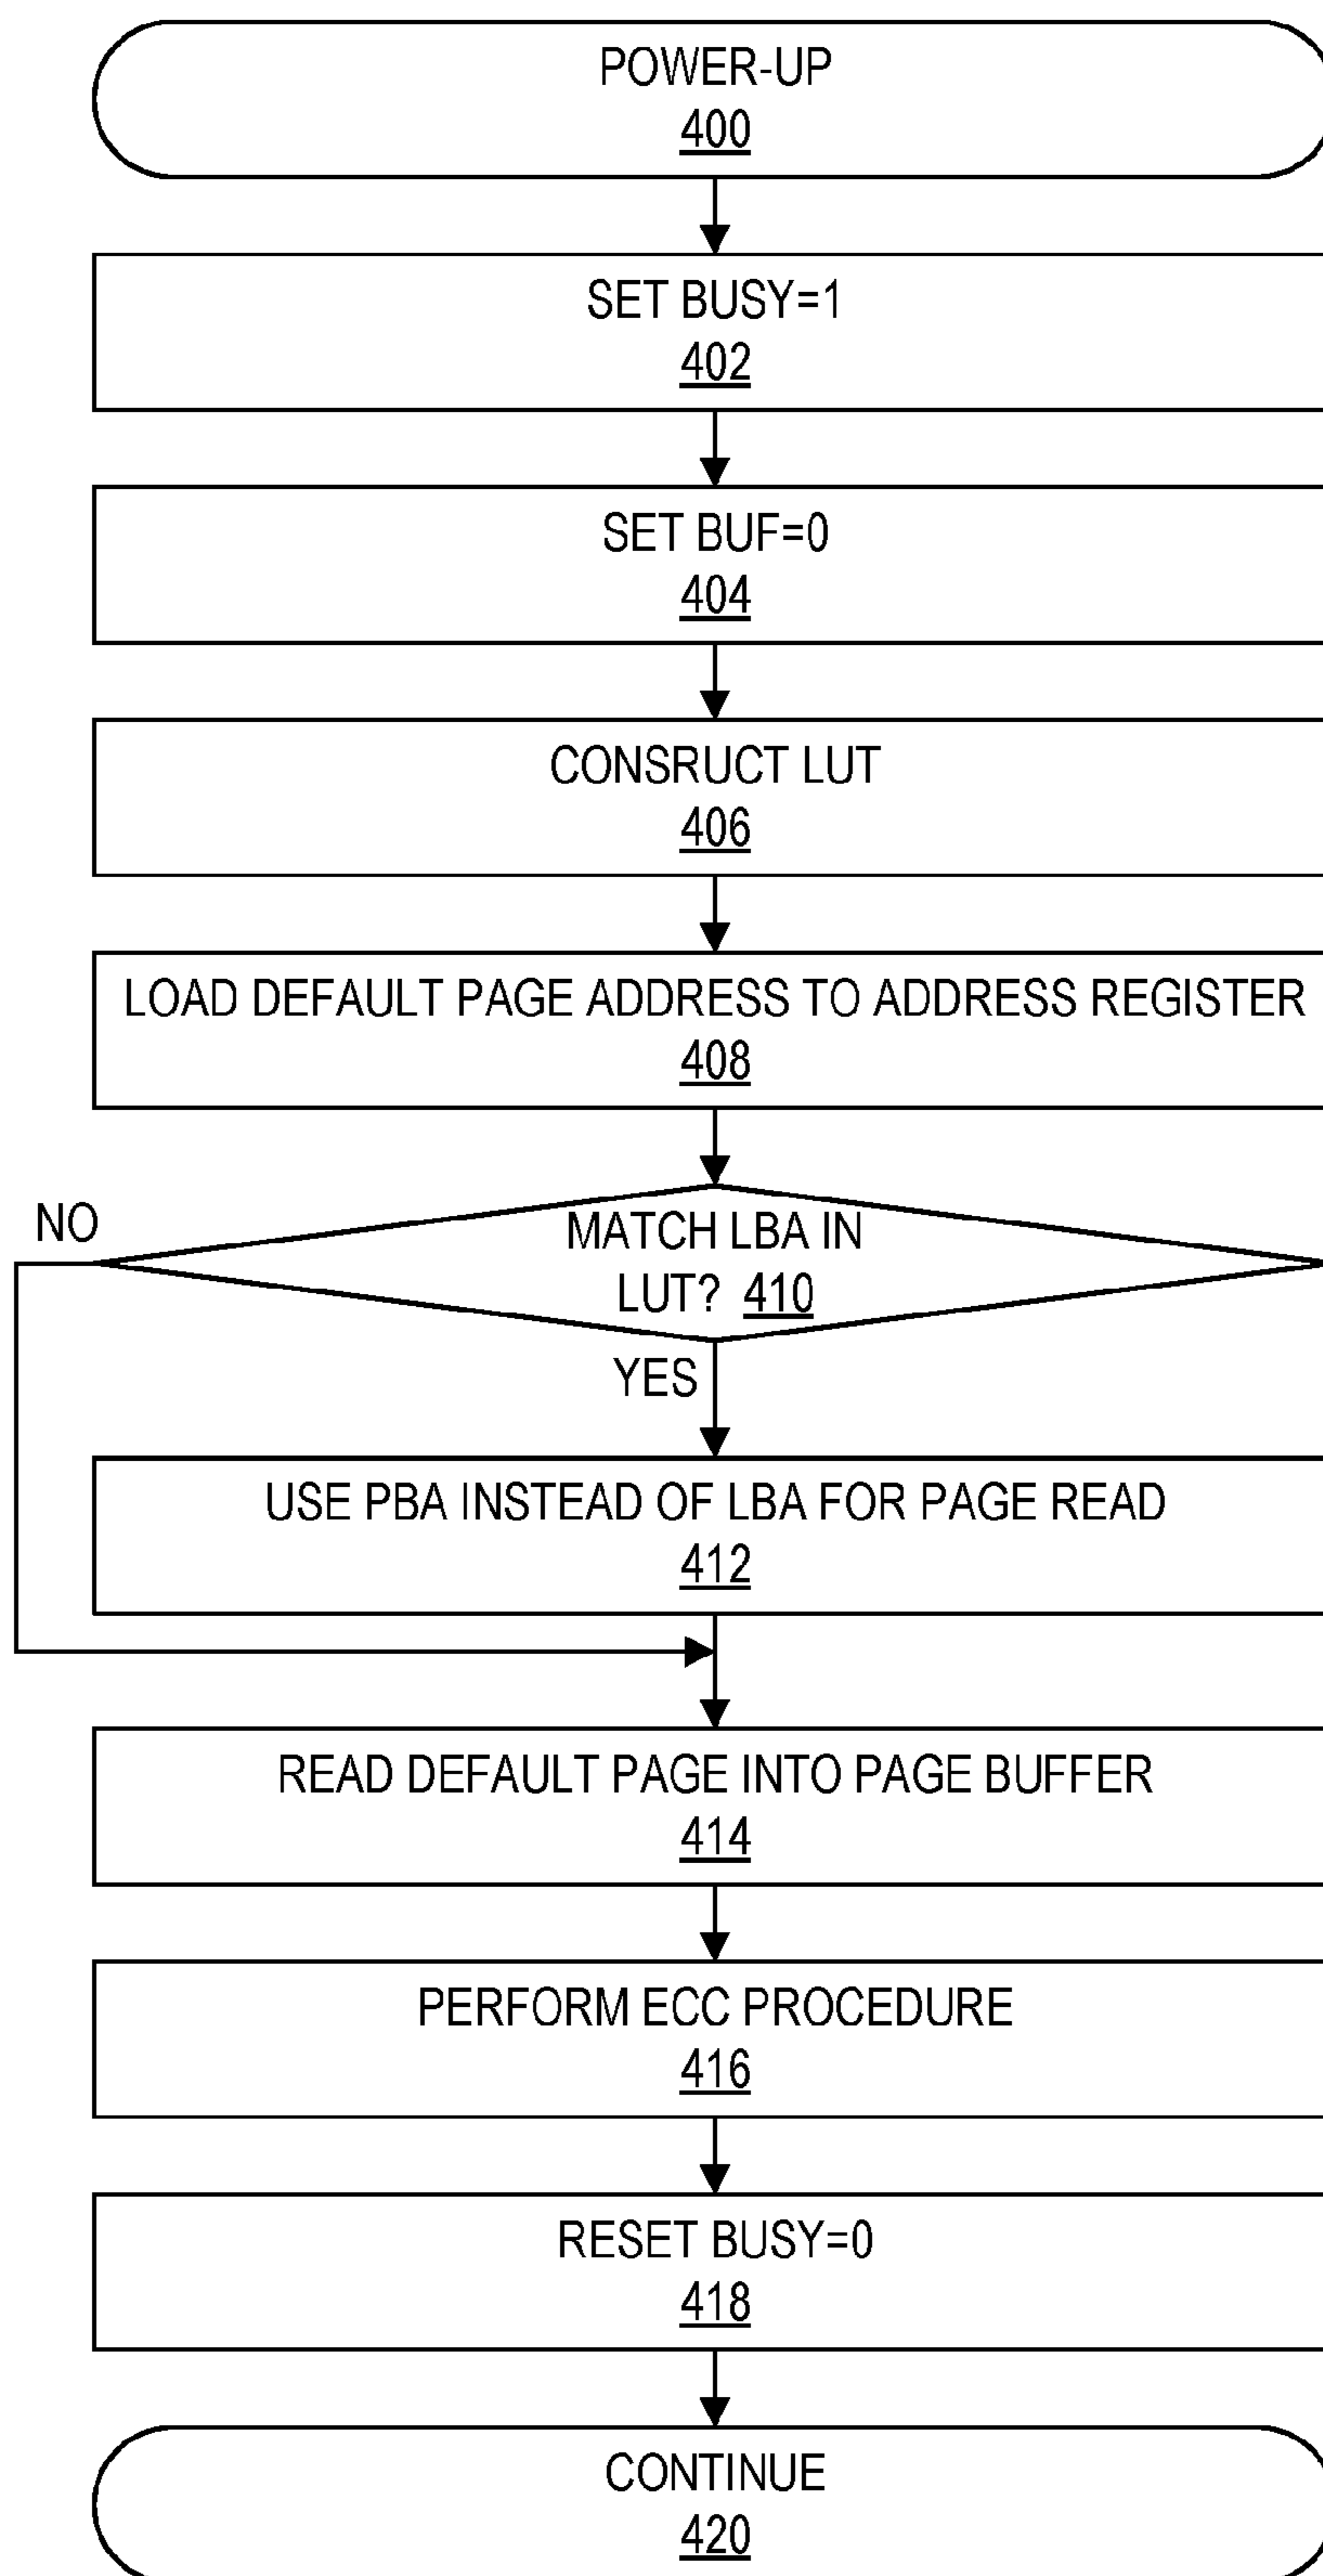 POWER-UP
400
SET BUSY=1
402
SET BUF=0
404
CONSRUCT LUT
406
LOAD DEFAULT PAGE ADDRESS TO ADDRESS REGISTER
408
NO
MATCH LBA IN
LUT? 410
YES
USE PBA INSTEAD OF LBA FOR PAGE READ
412
READ DEFAULT PAGE INTO PAGE BUFFER
414
PERFORM ECC PROCEDURE
416
RESET BUSY=0
418
CONTINUE
420